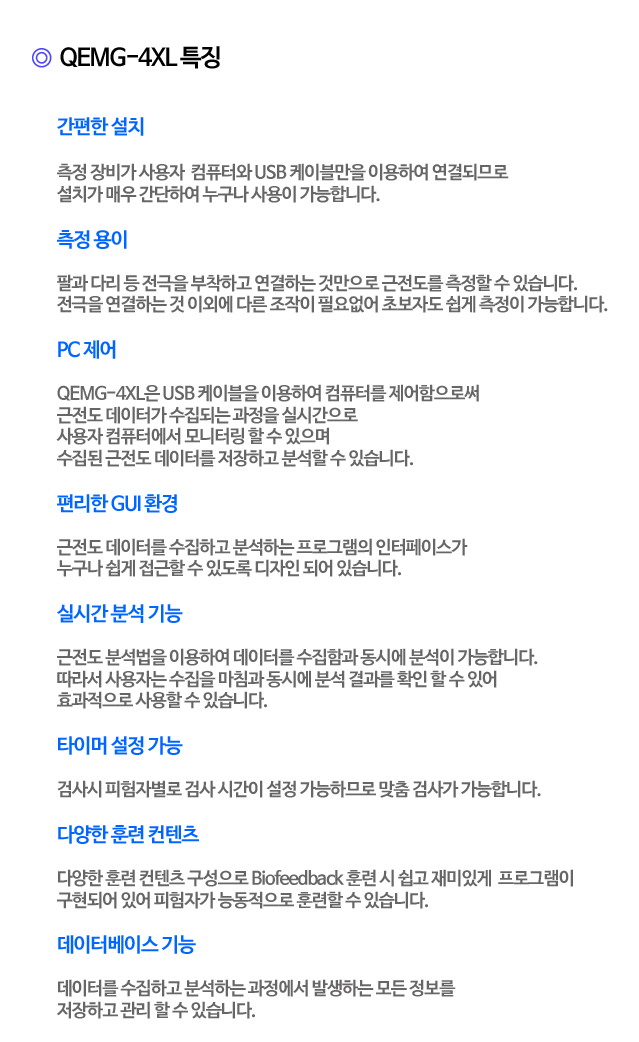 ◎ QEMG-4XL 특징
간편한 설치
측정 장비가 사용자 컴퓨터와 USB 케이블만을 이용하여 연결되므로
설치가 매우 간단하여 누구나 사용이 가능합니다.
측정 용이
팔과 다리 등 전극을 부착하고 연결하는 것만으로 근전도를 측정할 수 있습니다.
전극을 연결하는 것 이외에 다른 조작이 필요없어 초보자도 쉽게 측정이 가능합니다.
PC 제어
QEMG-4XL은 USB 케이블을 이용하여 컴퓨터를 제어함으로써
근전도 데이터가 수집되는 과정을 실시간으로
사용자 컴퓨터에서 모니터링 할 수 있으며
수집된 근전도 데이터를 저장하고 분석할 수 있습니다.
편리한 GUI 환경
근전도 데이터를 수집하고 분석하는 프로그램의 인터페이스가
누구나 쉽게 접근할 수 있도록 디자인 되어 있습니다.
실시간 분석 기능
근전도 분석법을 이용하여 데이터를 수집함과 동시에 분석이 가능합니다.
따라서 사용자는 수집을 마침과 동시에 분석 결과를 확인 할 수 있어
효과적으로 사용할 수 있습니다.
타이머 설정 가능
검사시 피험자별로 검사 시간이 설정 가능하므로 맞춤 검사가 가능합니다.
다양한 훈련 컨텐츠
다양한 훈련 컨텐츠 구성으로 Biofeedback 훈련 시 쉽고 재미있게 프로그램이
구현되어 있어 피험자가 능동적으로 훈련할 수 있습니다.
데이터베이스 기능
데이터를 수집하고 분석하는 과정에서 발생하는 모든 정보를
저장하고 관리 할 수 있습니다.